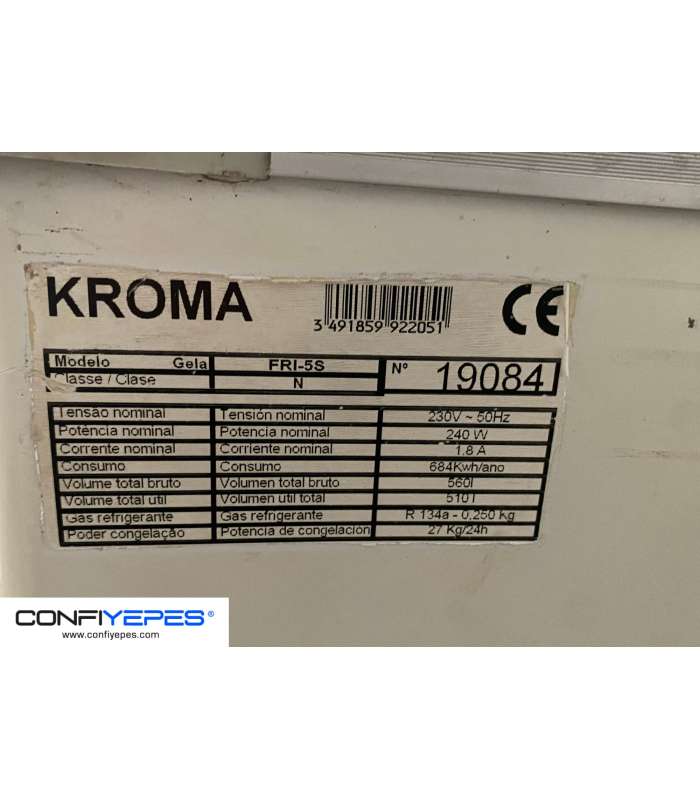 KROMA
3 491859 922051
CE
Modelo Gela FRI-5S Nº 19084
Classe / Clase N
Tensão nominal Tensión nominal 230V ~ 50Hz
Potência nominal Potencia nominal 240 W
Corrente nominal Corriente nominal 1.8 A
Consumo Consumo 684Kwh/ano
Volume total bruto Volumen total bruto 560l
Volume total util Volumen util total 510 l
Gas refrigerante Gas refrigerante R 134a - 0,250 Kg
Poder congelação Potencia de congelacion 27 Kg/24h
CONFIYEPES®
www.confiyepes.com